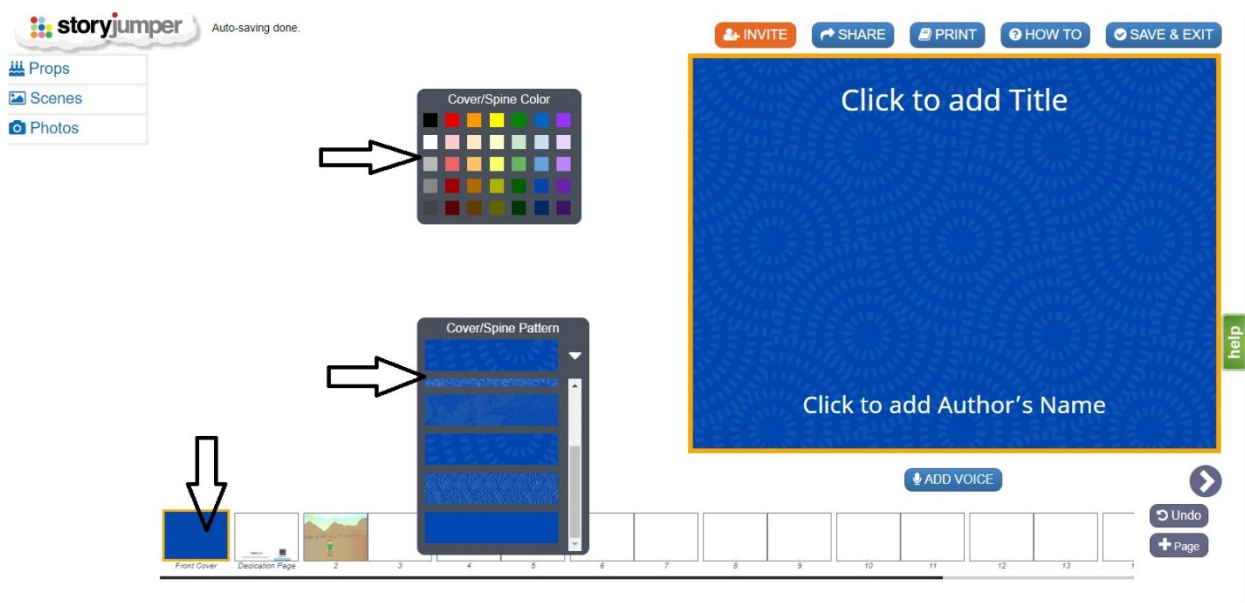 storyjumper
Auto-saving done.
INVITE
SHARE
PRINT
HOW TO
SAVE & EXIT
Props
Scenes
Photos
Cover/Spine Color
Click to add Title
Cover/Spine Pattern
Click to add Author's Name
help
ADD VOICE
Undo
Page
Front Cover
Dedication Page
2
3
4
5
6
7
8
9
10
11
12
13